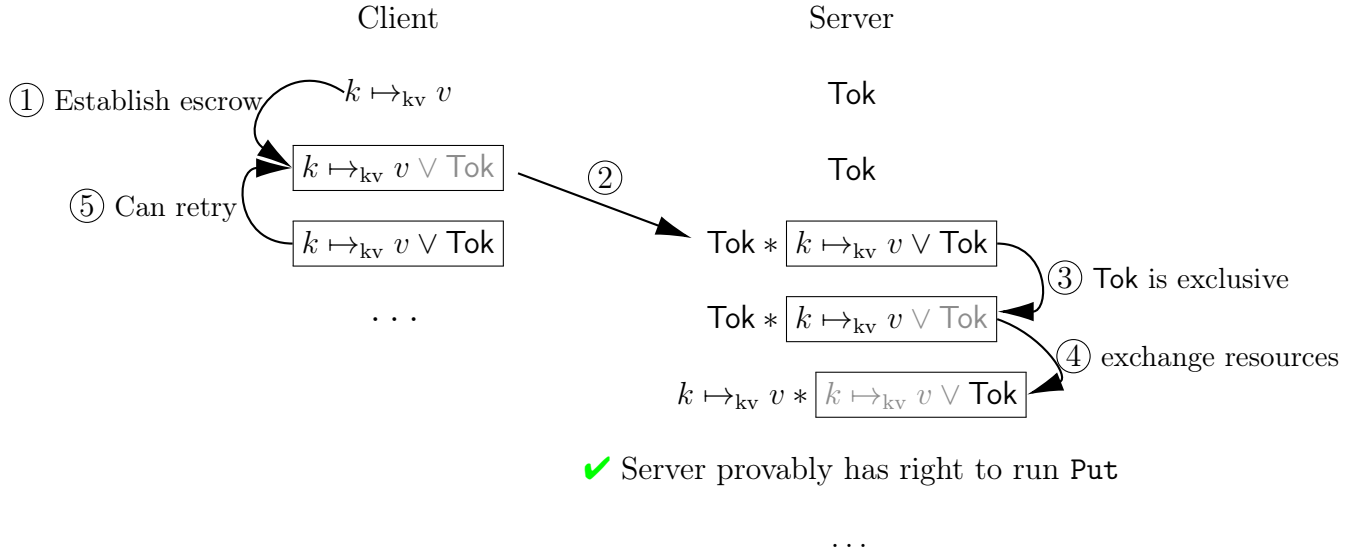 Client Server
① Establish escrow k ↦kv v Tok
k ↦kv v ∨ Tok Tok
②
⑤ Can retry
k ↦kv v ∨ Tok Tok ∗ k ↦kv v ∨ Tok
③ Tok is exclusive
... Tok ∗ k ↦kv v ∨ Tok
④ exchange resources
k ↦kv v ∗ k ↦kv v ∨ Tok
✔ Server provably has right to run Put
...